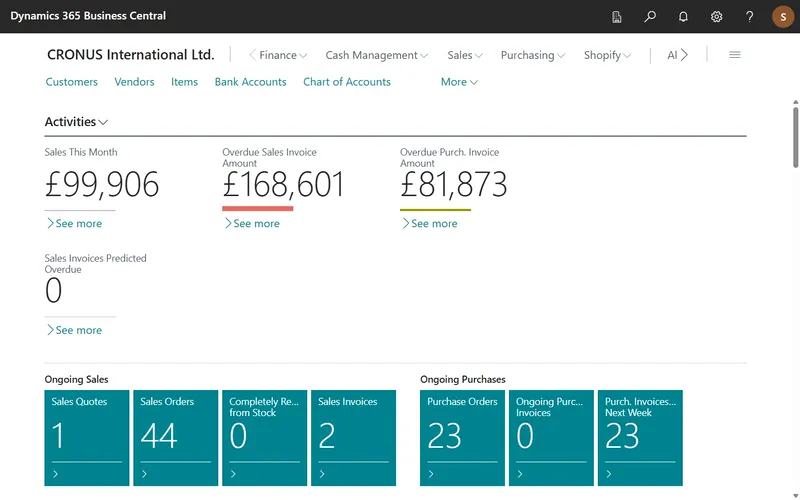 Dynamics 365 Business Central
S
CRONUS International Ltd.
Finance
Cash Management
Sales
Purchasing
Shopify
Al
Customers
Vendors
Items
Bank Accounts
Chart of Accounts
More
Activities
Sales This Month
£99,906
See more
Overdue Sales Invoice
Amount
£168,601
See more
Overdue Purch. Invoice
Amount
£81,873
See more
Sales Invoices Predicted
Overdue
0
See more
Ongoing Sales
Sales Quotes
1
Sales Orders
44
Completely Re...
from Stock
0
Sales Invoices
2
Ongoing Purchases
Purchase Orders
23
Ongoing Purc...
Invoices
0
Purch. Invoices...
Next Week
23